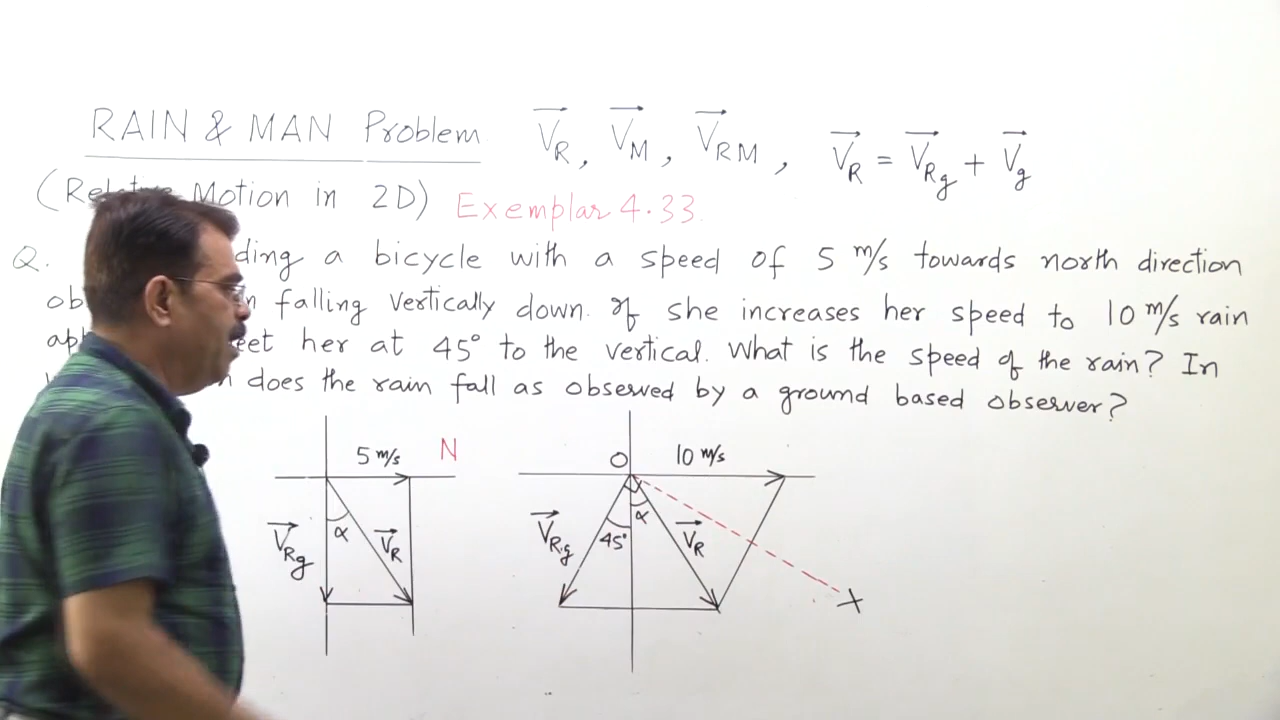 RAIN & MAN Problem V⃗R, V⃗M, V⃗RM, V⃗R = V⃗Rg + V⃗g
Motion in 2D) Exemplar 4.33.
Q. a bicycle with a speed of 5 m/s towards north direction
falling vertically down. If she increases her speed to 10 m/s rain
her at 45° to the vertical. What is the speed of the rain? In
does the rain fall as observed by a ground based observer?
5 m/s N
α
V⃗Rg V⃗R
O 10 m/s
α
V⃗Rg 45° V⃗R
X